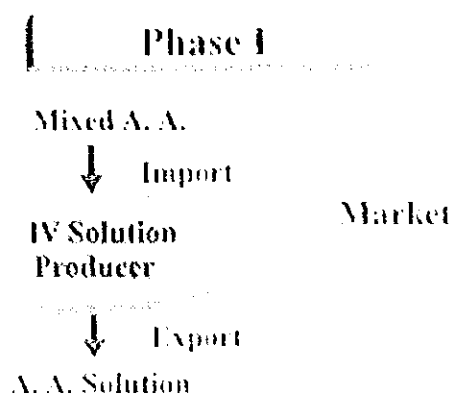 Phase I
Mixed A. A.
Import
IV Solution
Producer
Market
Export
A. A. Solution